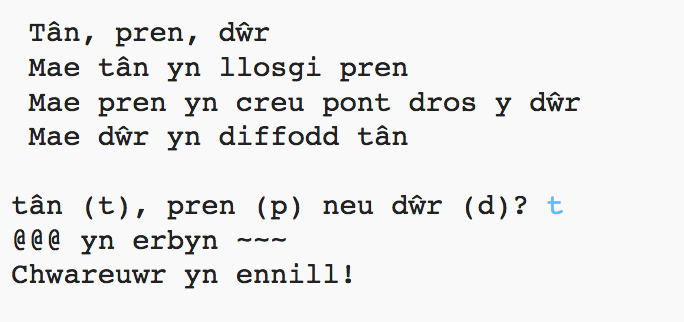 Tân, pren, dŵr
Mae tân yn llosgi pren
Mae pren yn creu pont dros y dŵr
Mae dŵr yn diffodd tân
tân (t), pren (p) neu dŵr (d)? t
@@@ yn erbyn ~~~
Chwareuwr yn ennill!